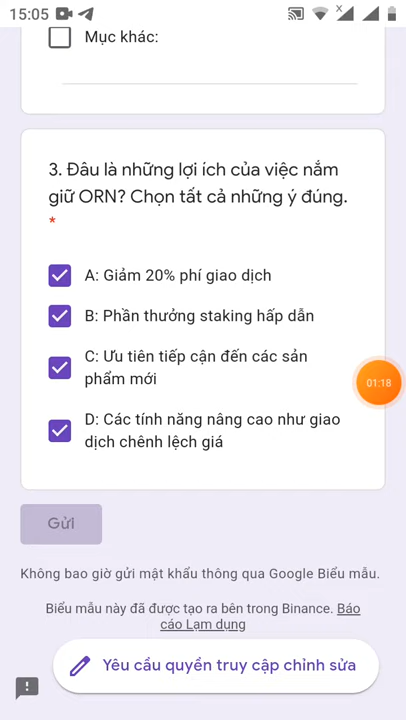 15:05
Mục khác:
3. Đâu là những lợi ích của việc nắm
giữ ORN? Chọn tất cả những ý đúng.
*
A: Giảm 20% phí giao dịch
B: Phần thưởng staking hấp dẫn
C: Ưu tiên tiếp cận đến các sản
phẩm mới
01:18
D: Các tính năng nâng cao như giao
dịch chênh lệch giá
Gửi
Không bao giờ gửi mật khẩu thông qua Google Biểu mẫu.
Biểu mẫu này đã được tạo ra bên trong Binance. Báo
cáo Lạm dụng
Yêu cầu quyền truy cập chỉnh sửa